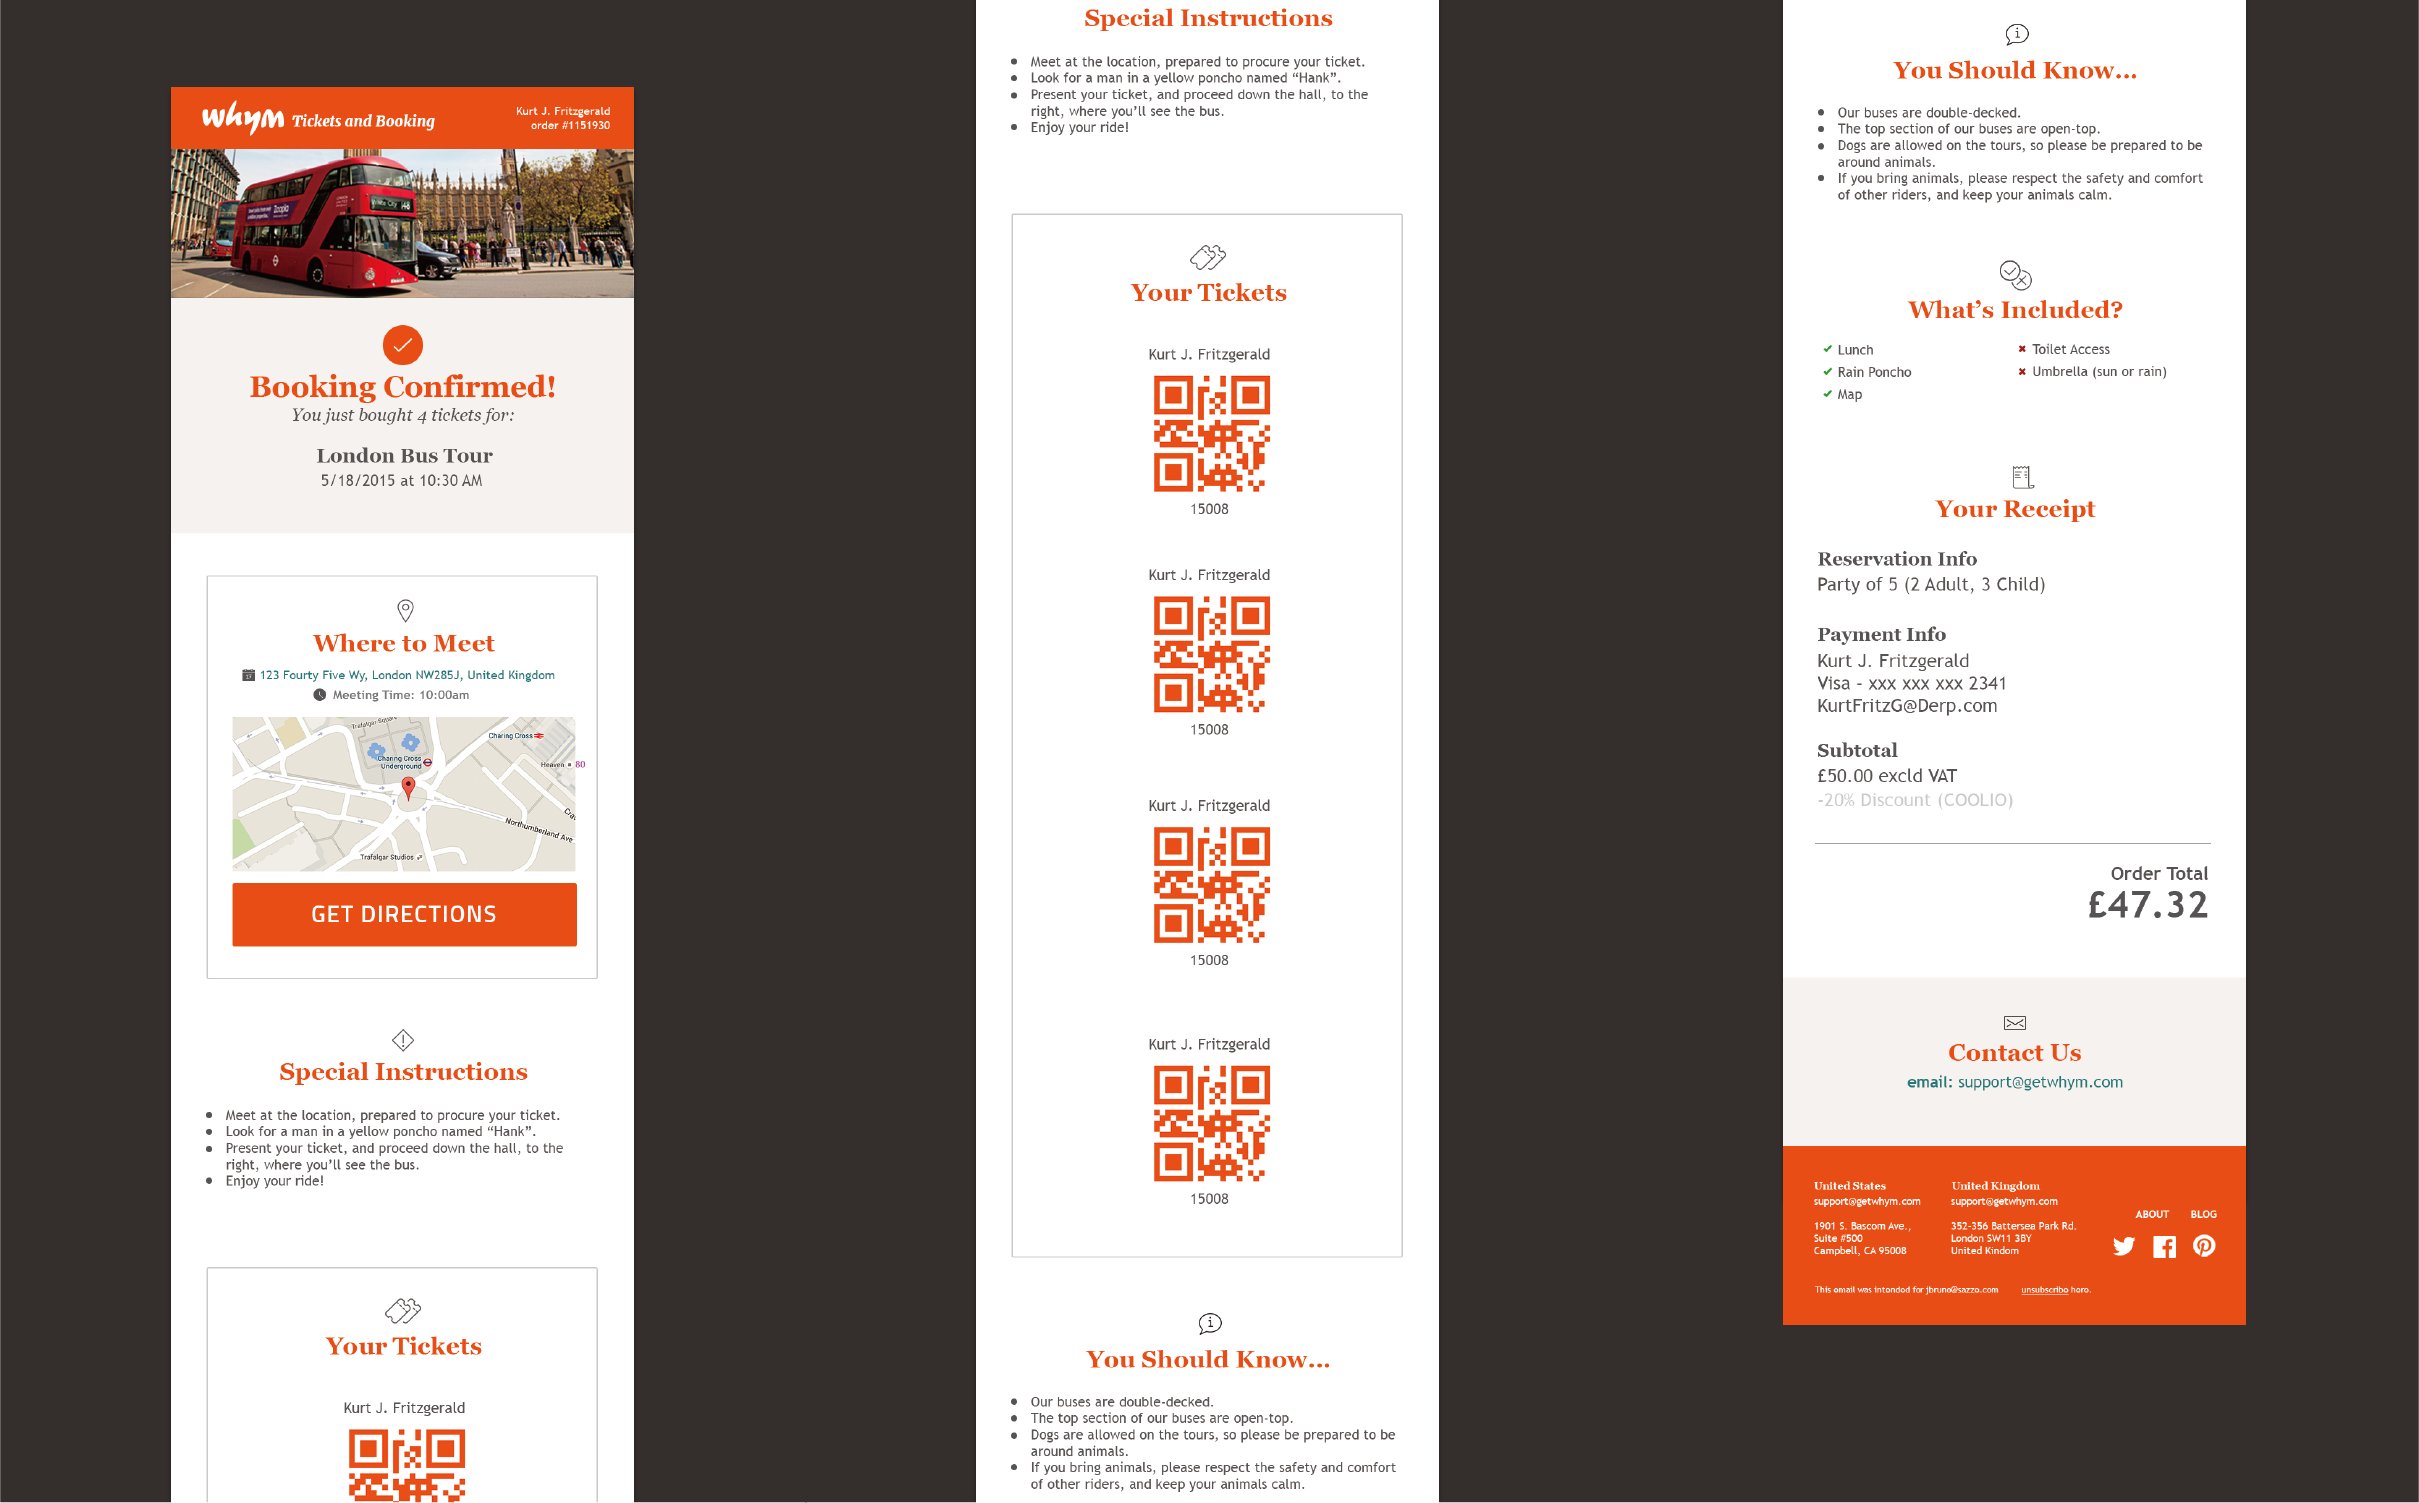 whym Tickets and Booking
Kurt J. Fritzgerald
order #1151930
Booking Confirmed!
You just bought 4 tickets for:
London Bus Tour
5/18/2015 at 10:30 AM
Where to Meet
123 Fourty Five Wy, London NW285J, United Kingdom
Meeting Time: 10:00am
Trafalgar Square
Charing Cross
Charing Cross
Underground
Heaven 80
Northumberland Ave
Trafalgar Studios
GET DIRECTIONS
Special Instructions
Meet at the location, prepared to procure your ticket.
Look for a man in a yellow poncho named “Hank”.
Present your ticket, and proceed down the hall, to the
right, where you’ll see the bus.
Enjoy your ride!
Your Tickets
Kurt J. Fritzgerald
Special Instructions
Meet at the location, prepared to procure your ticket.
Look for a man in a yellow poncho named “Hank”.
Present your ticket, and proceed down the hall, to the
right, where you’ll see the bus.
Enjoy your ride!
Your Tickets
Kurt J. Fritzgerald
15008
Kurt J. Fritzgerald
15008
Kurt J. Fritzgerald
15008
Kurt J. Fritzgerald
15008
You Should Know...
Our buses are double-decked.
The top section of our buses are open-top.
Dogs are allowed on the tours, so please be prepared to be
around animals.
If you bring animals, please respect the safety and comfort
of other riders, and keep your animals calm.
You Should Know...
Our buses are double-decked.
The top section of our buses are open-top.
Dogs are allowed on the tours, so please be prepared to be
around animals.
If you bring animals, please respect the safety and comfort
of other riders, and keep your animals calm.
What’s Included?
Lunch
Rain Poncho
Map
Toilet Access
Umbrella (sun or rain)
Your Receipt
Reservation Info
Party of 5 (2 Adult, 3 Child)
Payment Info
Kurt J. Fritzgerald
Visa - xxx xxx xxx 2341
KurtFritzG@Derp.com
Subtotal
£50.00 excld VAT
-20% Discount (COOLIO)
Order Total
£47.32
Contact Us
email: support@getwhym.com
United States
support@getwhym.com
1901 S. Bascom Ave.,
Suite #500
Campbell, CA 95008
United Kingdom
support@getwhym.com
352-356 Battersea Park Rd.
London SW11 3BY
United Kindom
ABOUT BLOG
This email was intended for jbruno@sazzo.com unsubscribe here.